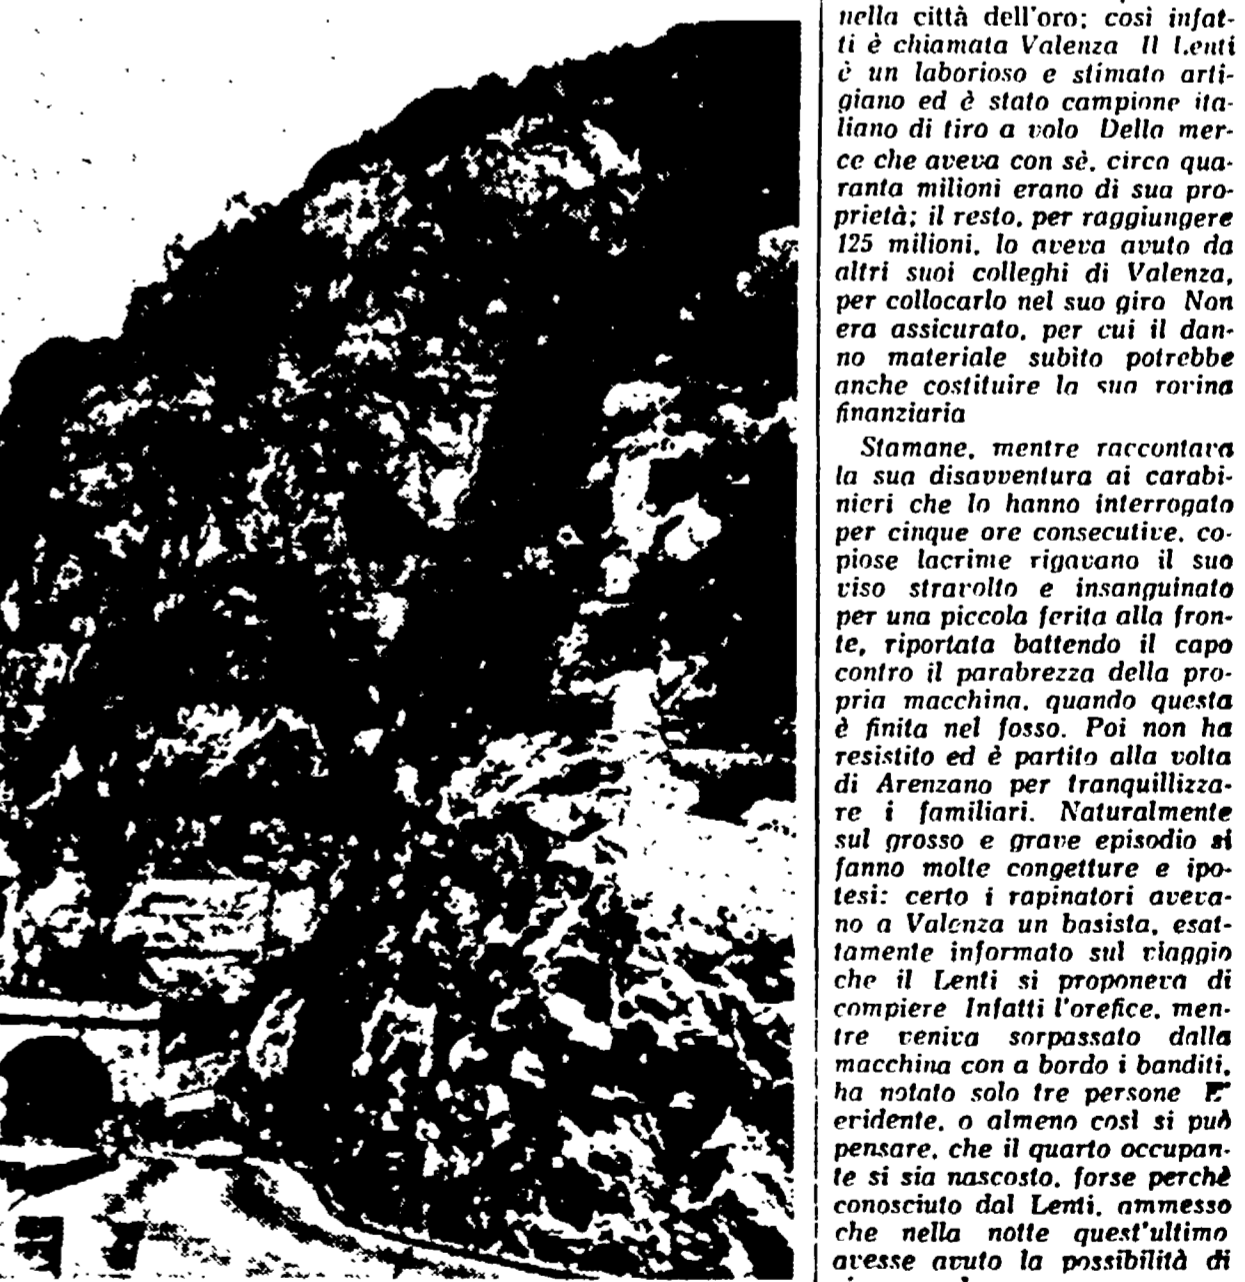 nella città dell'oro: così infat-
ti è chiamata Valenza Il Lenti
è un laborioso e stimato arti-
giano ed è stato campione ita-
liano di tiro a volo Della mer-
ce che aveva con sè, circa qua-
ranta milioni erano di sua pro-
prietà; il resto, per raggiungere
125 milioni, lo aveva avuto da
altri suoi colleghi di Valenza,
per collocarlo nel suo giro Non
era assicurato, per cui il dan-
no materiale subito potrebbe
anche costituire la sua rovina
finanziaria
Stamane, mentre raccontava
la sua disavventura ai carabi-
nieri che lo hanno interrogato
per cinque ore consecutive, co-
piose lacrime rigavano il suo
viso stravolto e insanguinato
per una piccola ferita alla fron-
te, riportata battendo il capo
contro il parabrezza della pro-
pria macchina, quando questa
è finita nel fosso. Poi non ha
resistito ed è partito alla volta
di Arenzano per tranquillizza-
re i familiari. Naturalmente
sul grosso e grave episodio si
fanno molte congetture e ipo-
tesi: certo i rapinatori aveva-
no a Valenza un basista, esat-
tamente informato sul viaggio
che il Lenti si proponeva di
compiere Infatti l'orefice, men-
tre veniva sorpassato dalla
macchina con a bordo i banditi,
ha notato solo tre persone E'
evidente, o almeno così si può
pensare, che il quarto occupan-
te si sia nascosto, forse perchè
conosciuto dal Lenti, ammesso
che nella notte quest'ultimo
avesse avuto la possibilità di